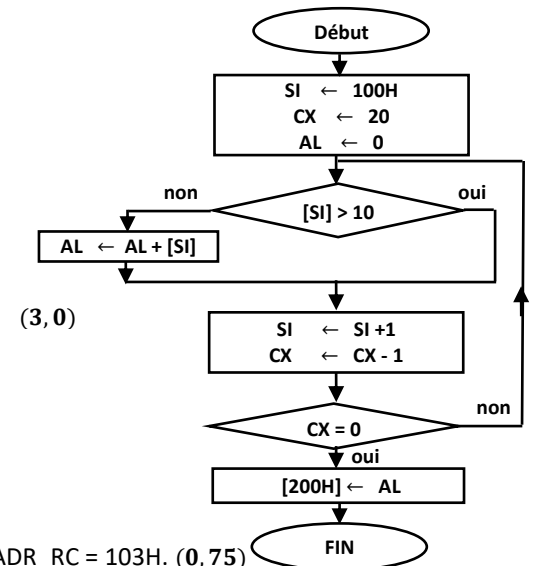 Début
SI ← 100H
CX ← 20
AL ← 0
non
oui
[SI] > 10
AL ← AL + [SI]
(3,0)
SI ← SI +1
CX ← CX - 1
non
CX = 0
oui
[200H] ← AL
FIN
ADR RC = 103H. (0,75)